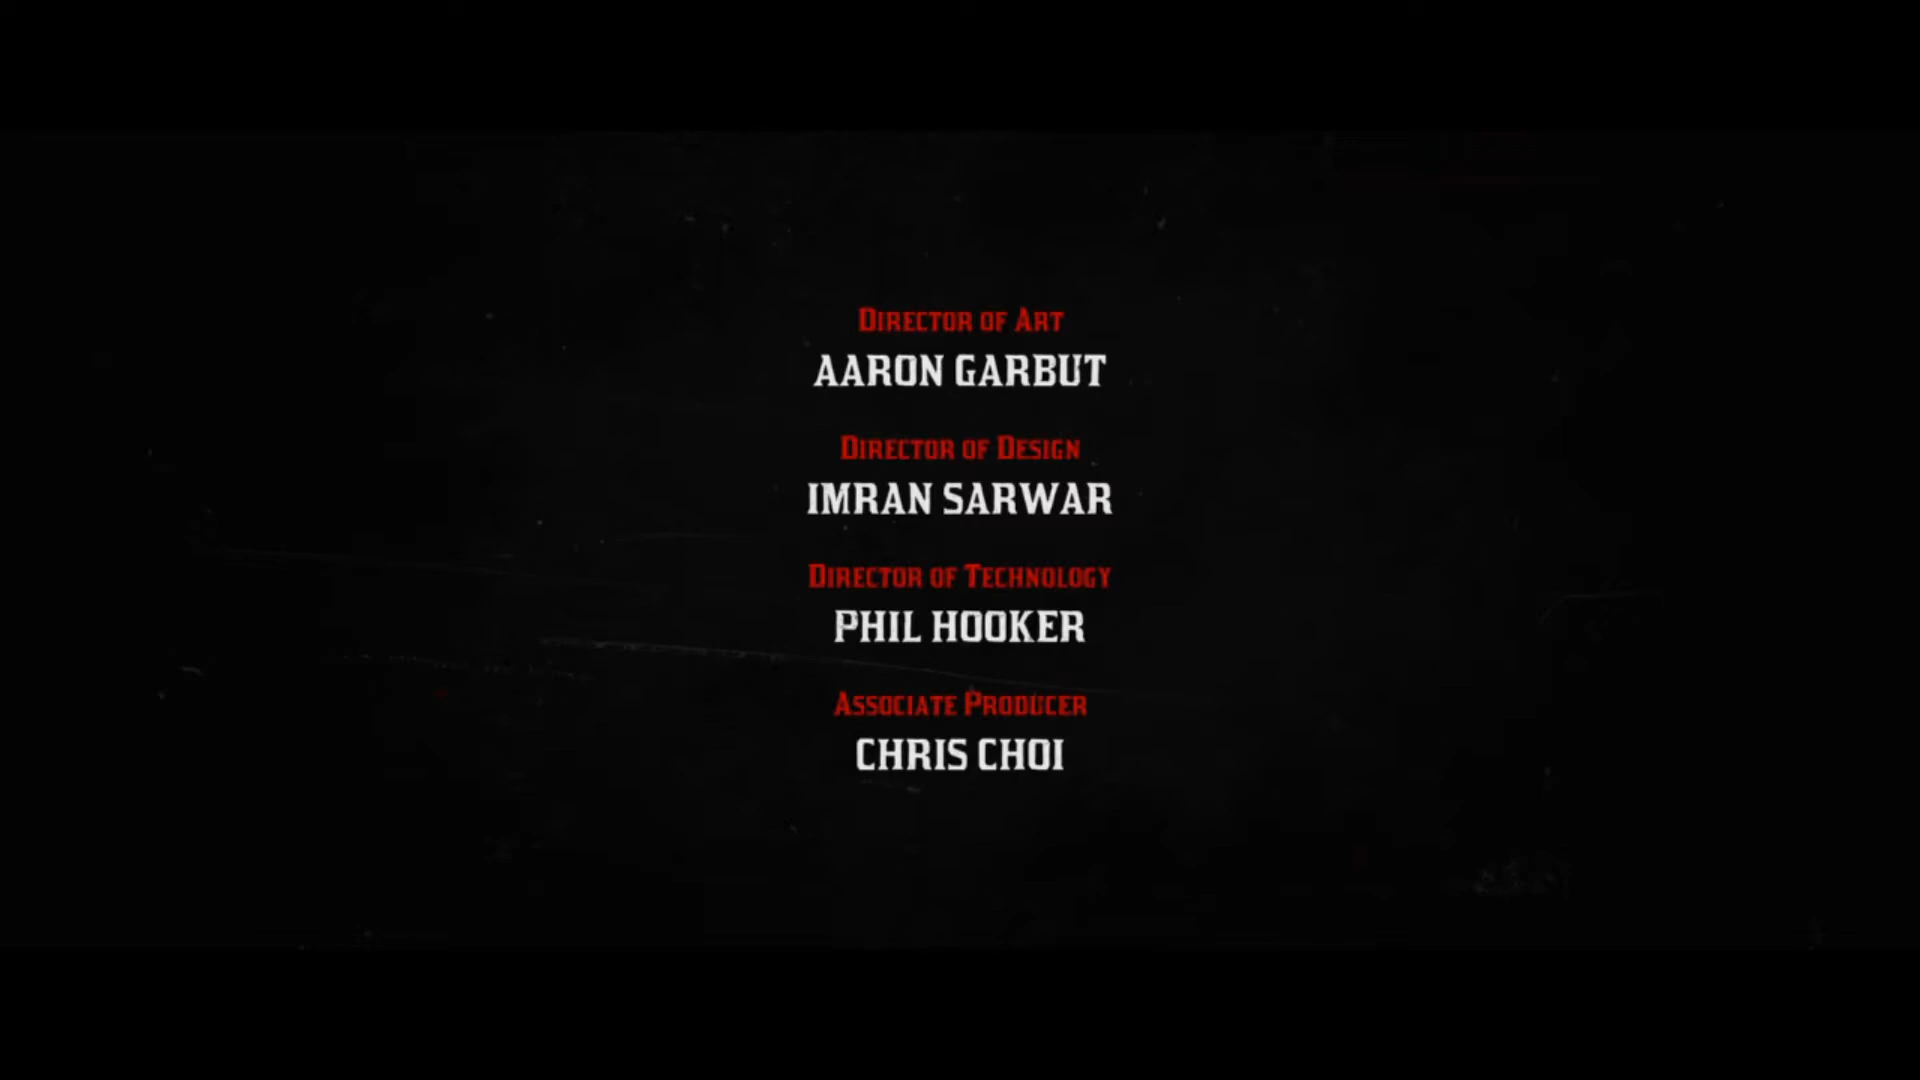 Director of Art
AARON GARBUT
Director of Design
IMRAN SARWAR
Director of Technology
PHIL HOOKER
Associate Producer
CHRIS CHOI